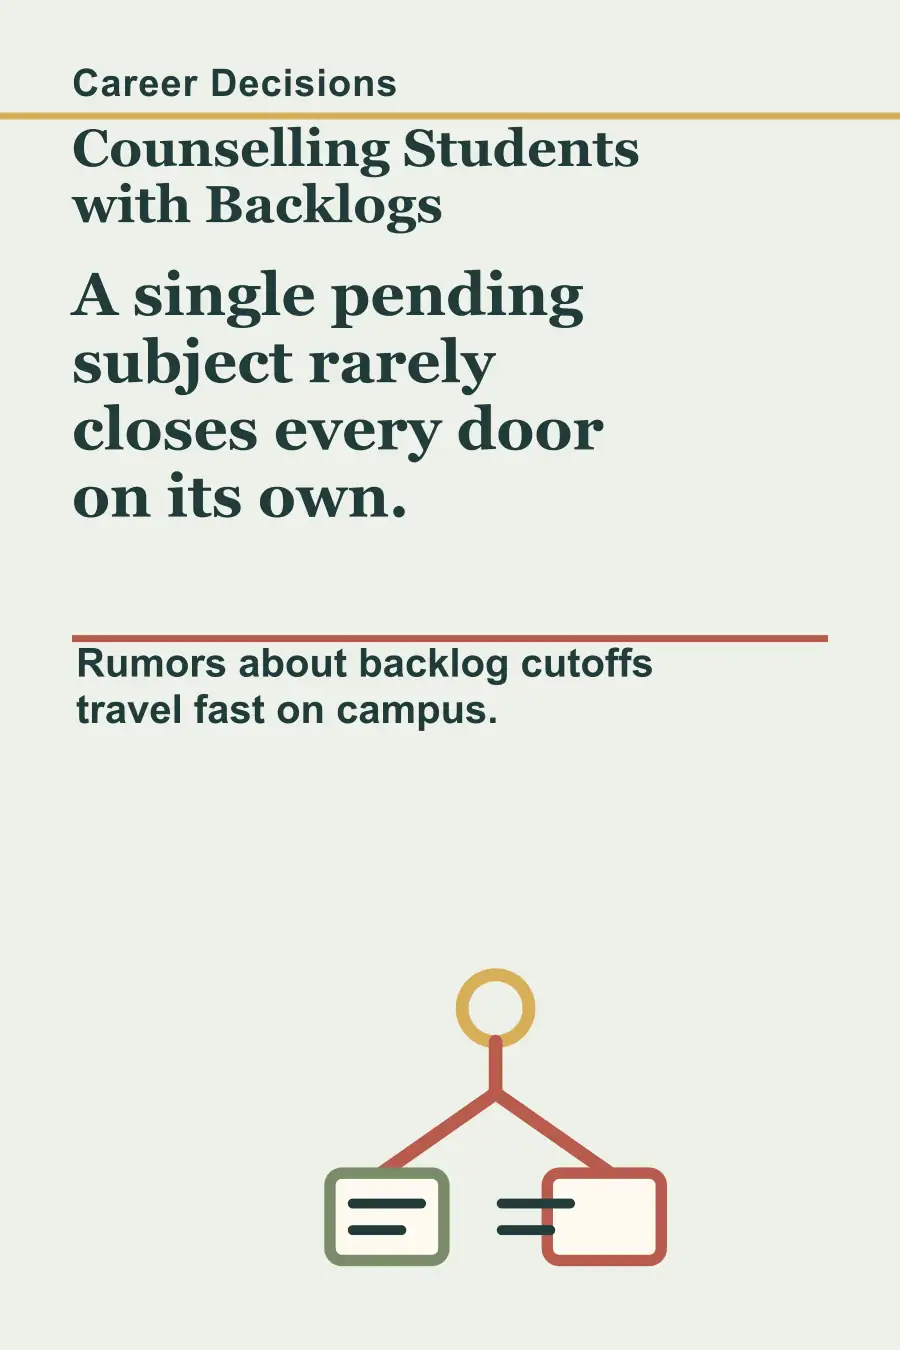 Career Decisions
Counselling Students
with Backlogs
A single pending
subject rarely
closes every door
on its own.
Rumors about backlog cutoffs
travel fast on campus.